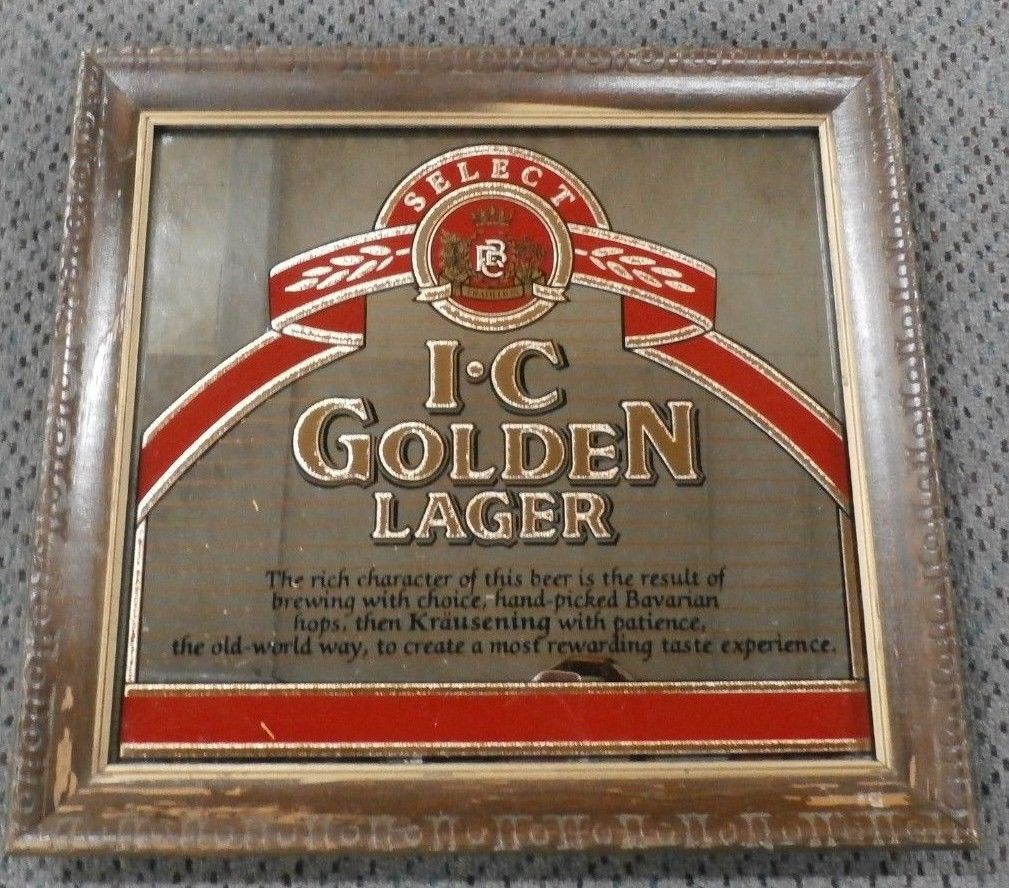 SELECT
PBC
I·C
GOLDEN
LAGER
The rich character of this beer is the result of
brewing with choice, hand-picked Bavarian
hops, then Kräusening with patience,
the old-world way, to create a most rewarding taste experience.